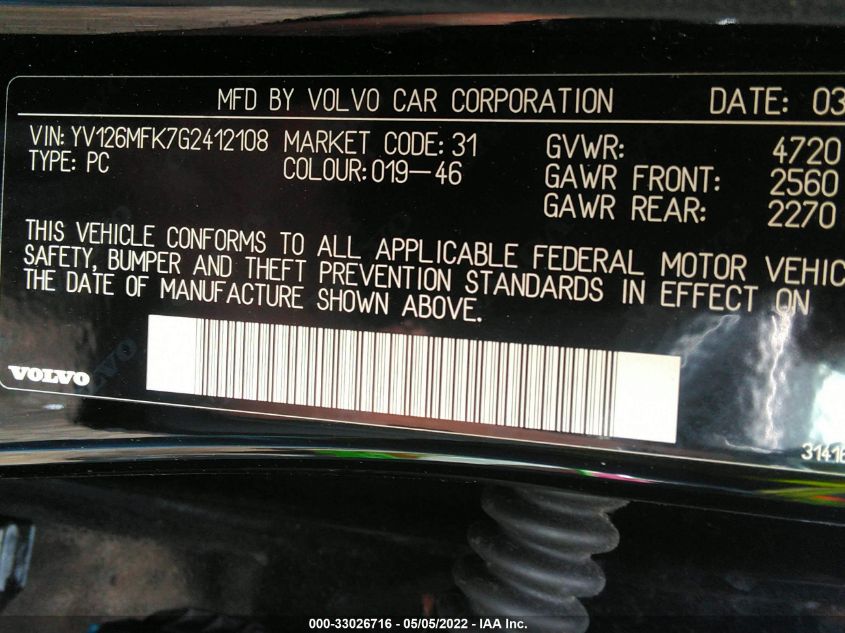 MFD BY VOLVO CAR CORPORATION DATE: 03
VIN: YV126MFK7G2412108 MARKET CODE: 31 GVWR: 4720
TYPE: PC COLOUR: 019-46 GAWR FRONT: 2560
GAWR REAR: 2270
THIS VEHICLE CONFORMS TO ALL APPLICABLE FEDERAL MOTOR VEHIC
SAFETY, BUMPER AND THEFT PREVENTION STANDARDS IN EFFECT ON
THE DATE OF MANUFACTURE SHOWN ABOVE.
VOLVO
31416
000-33026716 - 05/05/2022 - IAA Inc.